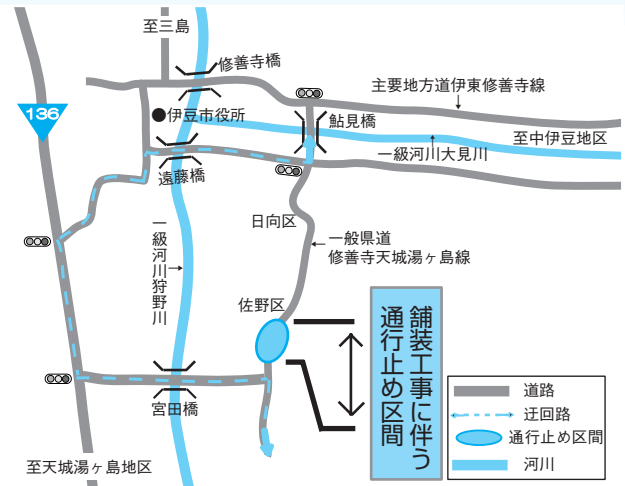 至三島
修善寺橋
主要地方道伊東修善寺線
136
伊豆市役所
鮎見橋
至中伊豆地区
一級河川大見川
遠藤橋
日向区
一級河川狩野川
一般県道
修善寺天城湯ヶ島線
佐野区
舗装工事に伴う
通行止め区間
宮田橋
至天城湯ヶ島地区
道路
迂回路
通行止め区間
河川